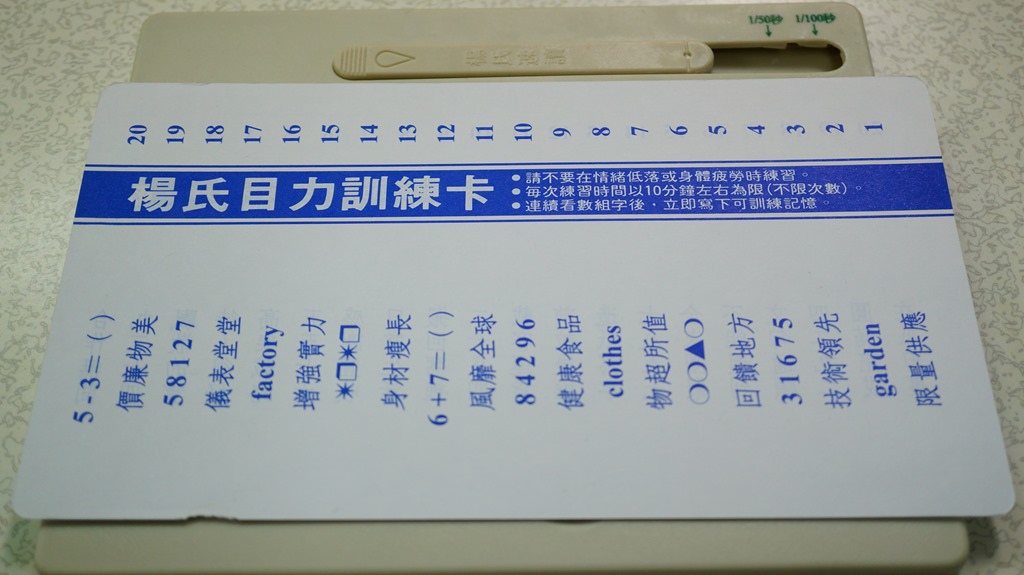 1/50秒 1/100秒
楊氏速讀
20 19 18 17 16 15 14 13 12 11 10 9 8 7 6 5 4 3 2 1
楊氏目力訓練卡
●請不要在情緒低落或身體疲勞時練習。
●每次練習時間以10分鐘左右為限(不限次數)。
●連續看數組字後,立即寫下可訓練記憶。
5-3=( )
價廉物美
58127
儀表堂堂
factory
增強實力
✶❒✶❒
身材瘦長
6+7=( )
風靡全球
84296
健康食品
clothes
物超所值
○○▲○
回饋地方
31675
技術領先
garden
限量供應